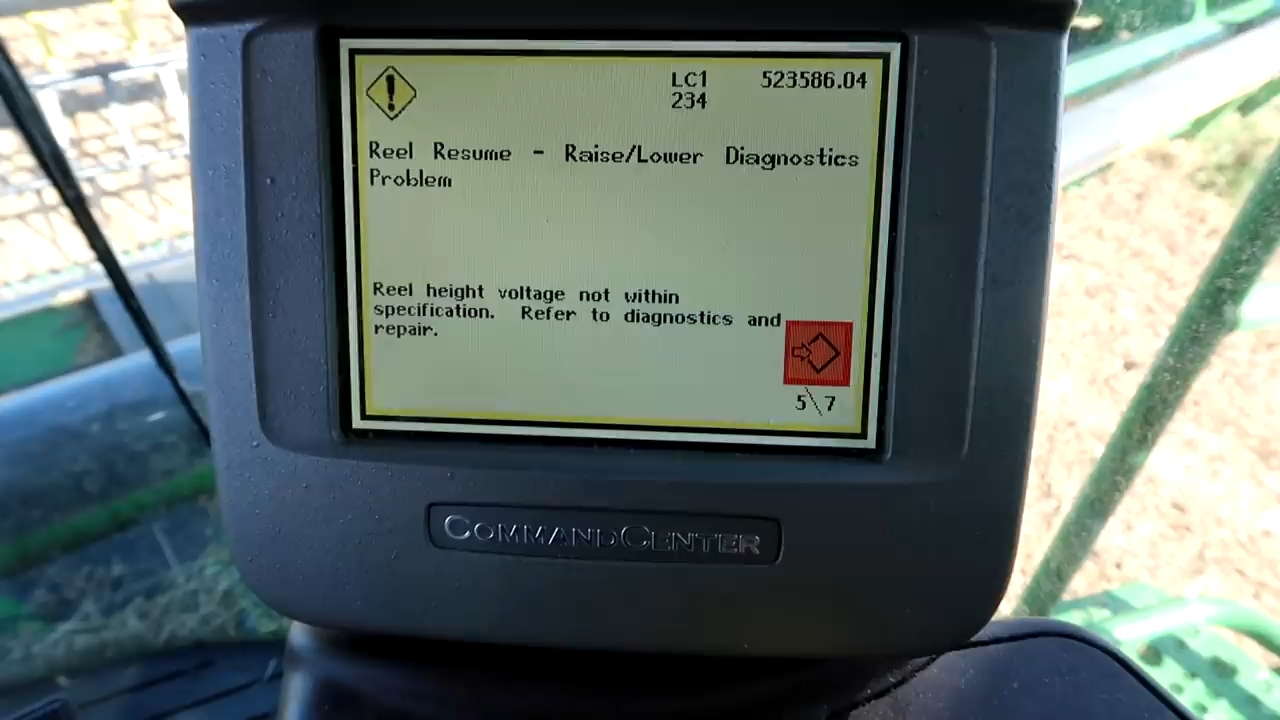 LC1 523586.04
234
Reel Resume - Raise/Lower Diagnostics
Problem
Reel height voltage not within
specification. Refer to diagnostics and
repair.
5\7
COMMANDCENTER